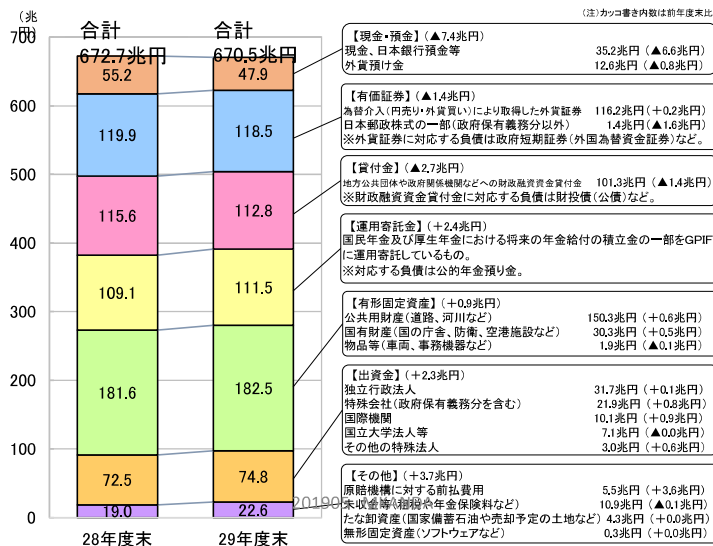 (兆円)
(注)カッコ書き内数は前年度末比
合計
672.7兆円
合計
670.5兆円
700
600
500
400
300
200
100
0
55.2
119.9
115.6
109.1
181.6
72.5
19.0
28年度末
47.9
118.5
112.8
111.5
182.5
74.8
22.6
29年度末
【現金・預金】(▲7.4兆円)
現金、日本銀行預金等 35.2兆円(▲6.6兆円)
外貨預け金 12.6兆円(▲0.8兆円)
【有価証券】(▲1.4兆円)
為替介入(円売り・外貨買い)により取得した外貨証券 116.2兆円(+0.2兆円)
日本郵政株式の一部(政府保有義務分以外) 1.4兆円(▲1.6兆円)
※外貨証券に対応する負債は政府短期証券(外国為替資金証券)など。
【貸付金】(▲2.7兆円)
地方公共団体や政府関係機関などへの財政融資資金貸付金 101.3兆円(▲1.4兆円)
※財政融資資金貸付金に対応する負債は財投債(公債)など。
【運用寄託金】(+2.4兆円)
国民年金及び厚生年金における将来の年金給付の積立金の一部をGPIF
に運用寄託しているもの。
※対応する負債は公的年金預り金。
【有形固定資産】(+0.9兆円)
公共用財産(道路、河川など) 150.3兆円(+0.6兆円)
国有財産(国の庁舎、防衛、空港施設など) 30.3兆円(+0.5兆円)
物品等(車両、事務機器など) 1.9兆円(▲0.1兆円)
【出資金】(+2.3兆円)
独立行政法人 31.7兆円(+0.1兆円)
特殊会社(政府保有義務分を含む) 21.9兆円(+0.8兆円)
国際機関 10.1兆円(+0.9兆円)
国立大学法人等 7.1兆円(▲0.0兆円)
その他の特殊法人 3.0兆円(+0.6兆円)
【その他】(+3.7兆円)
原賠機構に対する前払費用 5.5兆円(+3.6兆円)
未収金等(租税や年金保険料など) 10.9兆円(▲0.1兆円)
たな卸資産(国家備蓄石油や売却予定の土地など) 4.3兆円(+0.0兆円)
無形固定資産(ソフトウェアなど) 0.3兆円(+0.0兆円)